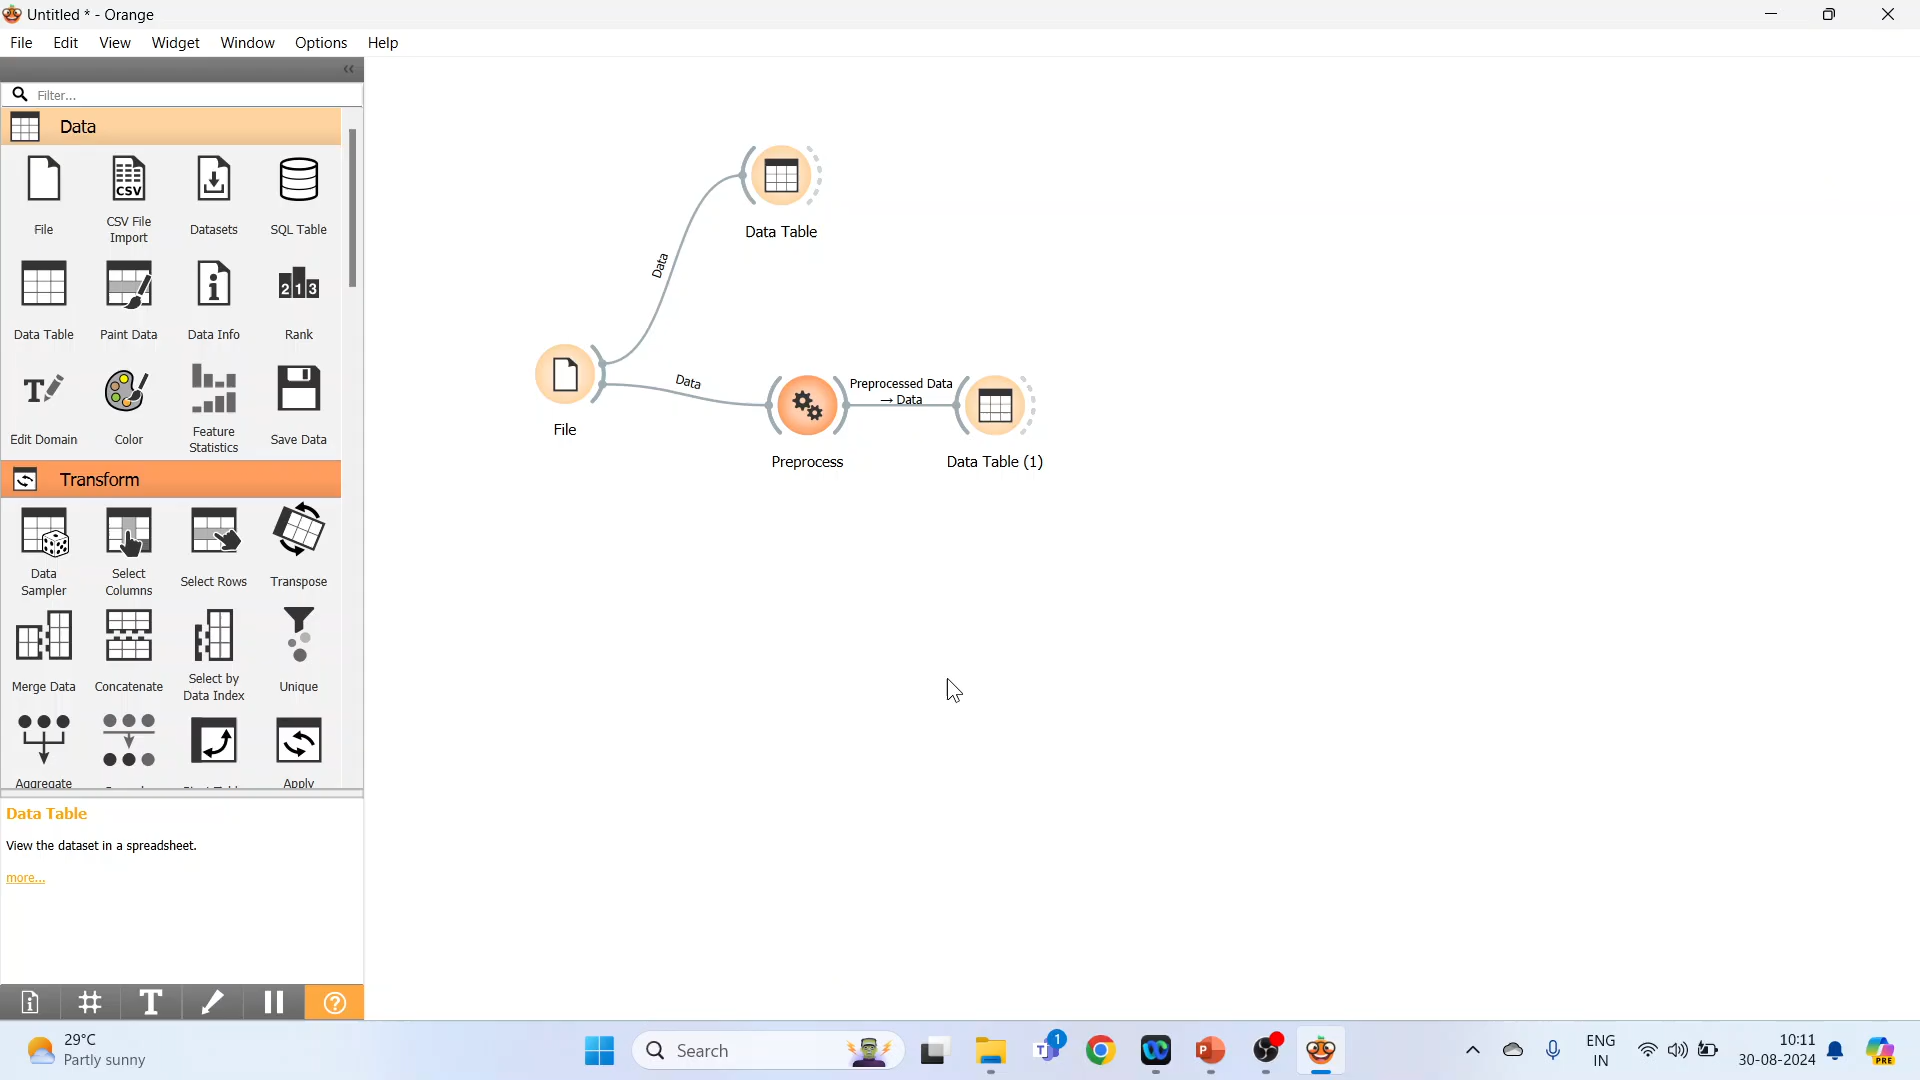 Untitled * - Orange
File Edit View Widget Window Options Help
Filter...
Data
File
CSV File
Import
Datasets
SQL Table
CSV
213
Data Table
Paint Data
Data Info
Rank
Edit Domain
Color
Feature
Statistics
Save Data
Transform
Data
Sampler
Select
Columns
Select Rows
Transpose
Merge Data
Concatenate
Select by
Data Index
Unique
Aggregate
Apply
Data Table
View the dataset in a spreadsheet.
more...
Data Table
Data
File
Data
Preprocess
Preprocessed Data
→ Data
Data Table (1)
29°C
Partly sunny
Search
1
ENG
IN
10:11
30-08-2024
PRE